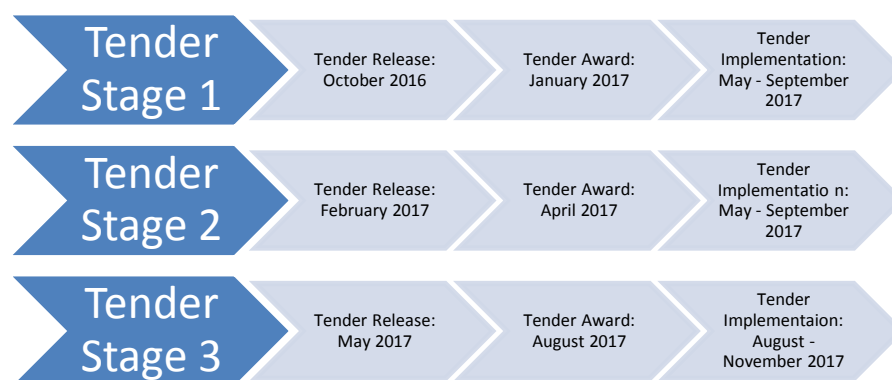 Tender
Stage 1
Tender Release:
October 2016
Tender Award:
January 2017
Tender
Implementation:
May - September
2017
Tender
Stage 2
Tender Release:
February 2017
Tender Award:
April 2017
Tender
Implementatio n:
May - September
2017
Tender
Stage 3
Tender Release:
May 2017
Tender Award:
August 2017
Tender
Implementaion:
August -
November 2017